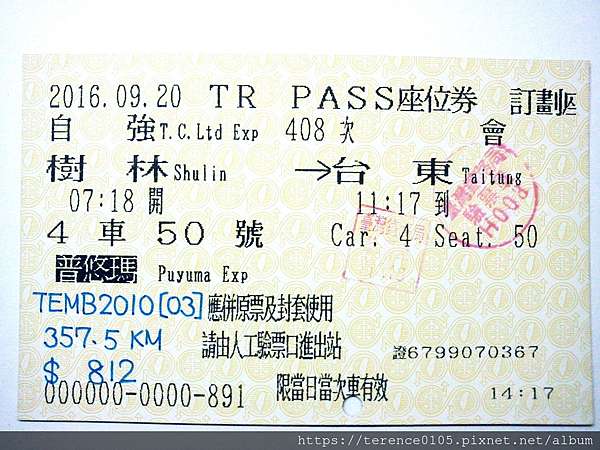 2016.09.20 TR PASS座位券 訂劃座
自 強 T.C.Ltd Exp 408 次 會
樹 林 Shulin →台 東 Taitung
07:18 開 11:17 到
4 車 50 號 Car. 4 Seat. 50
普悠瑪 Puyuma Exp
TEMB2010[03] 應併原票及封套使用
357.5 KM 請由人工驗票口進出站 證6799070367
$ 812
000000-0000-891 限當日當次車有效 14:17
https://terence0105.pixnet.net/album